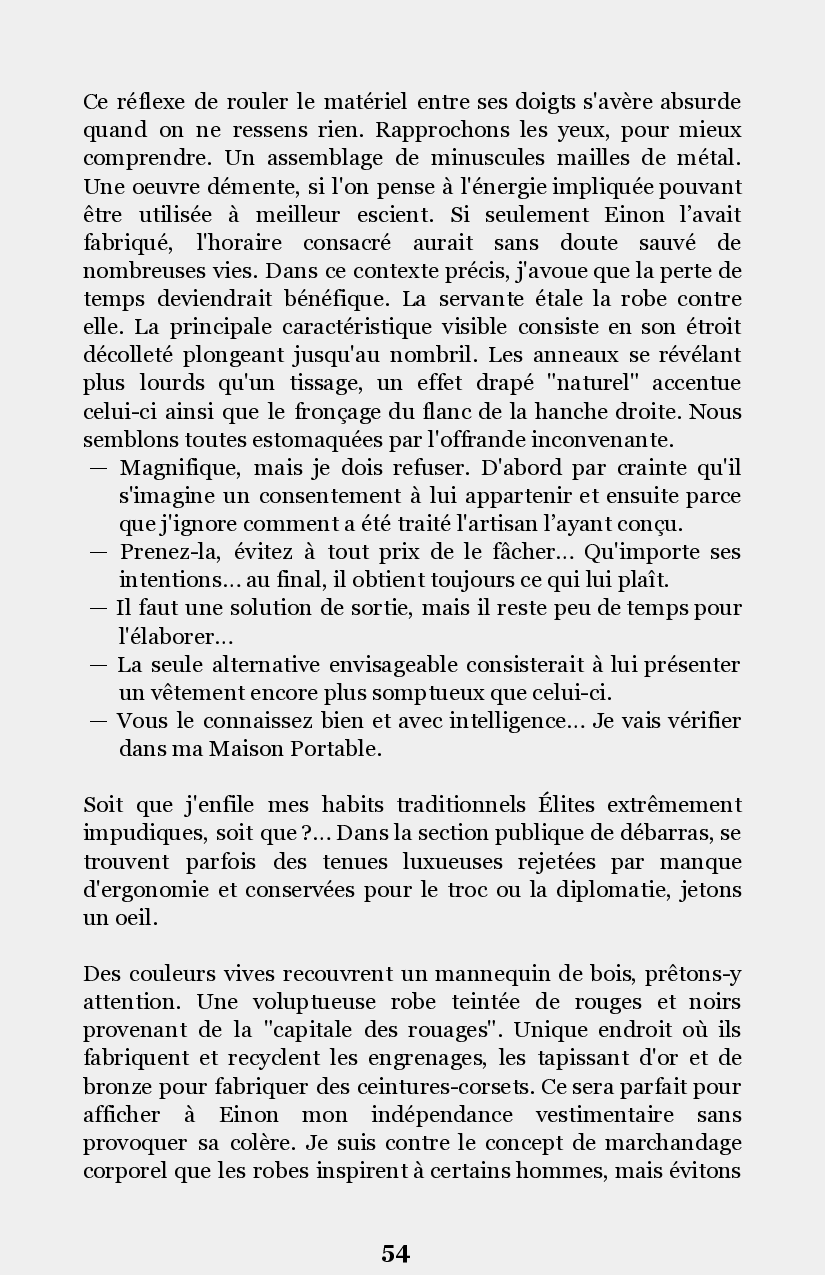 Ce réflexe de rouler le matériel entre ses doigts s'avère absurde
quand on ne ressens rien. Rapprochons les yeux, pour mieux
comprendre. Un assemblage de minuscules mailles de métal.
Une oeuvre démente, si l'on pense à l'énergie impliquée pouvant
être utilisée à meilleur escient. Si seulement Einon l’avait
fabriqué, l'horaire consacré aurait sans doute sauvé de
nombreuses vies. Dans ce contexte précis, j'avoue que la perte de
temps deviendrait bénéfique. La servante étale la robe contre
elle. La principale caractéristique visible consiste en son étroit
décolleté plongeant jusqu'au nombril. Les anneaux se révélant
plus lourds qu'un tissage, un effet drapé "naturel" accentue
celui-ci ainsi que le fronçage du flanc de la hanche droite. Nous
semblons toutes estomaquées par l'offrande inconvenante.
— Magnifique, mais je dois refuser. D'abord par crainte qu'il
s'imagine un consentement à lui appartenir et ensuite parce
que j'ignore comment a été traité l'artisan l’ayant conçu.
— Prenez-la, évitez à tout prix de le fâcher... Qu'importe ses
intentions... au final, il obtient toujours ce qui lui plaît.
— Il faut une solution de sortie, mais il reste peu de temps pour
l'élaborer...
— La seule alternative envisageable consisterait à lui présenter
un vêtement encore plus somptueux que celui-ci.
— Vous le connaissez bien et avec intelligence... Je vais vérifier
dans ma Maison Portable.
Soit que j'enfile mes habits traditionnels Élites extrêmement
impudiques, soit que ?... Dans la section publique de débarras, se
trouvent parfois des tenues luxueuses rejetées par manque
d'ergonomie et conservées pour le troc ou la diplomatie, jetons
un oeil.
Des couleurs vives recouvrent un mannequin de bois, prêtons-y
attention. Une voluptueuse robe teintée de rouges et noirs
provenant de la "capitale des rouages". Unique endroit où ils
fabriquent et recyclent les engrenages, les tapissant d'or et de
bronze pour fabriquer des ceintures-corsets. Ce sera parfait pour
afficher à Einon mon indépendance vestimentaire sans
provoquer sa colère. Je suis contre le concept de marchandage
corporel que les robes inspirent à certains hommes, mais évitons
54